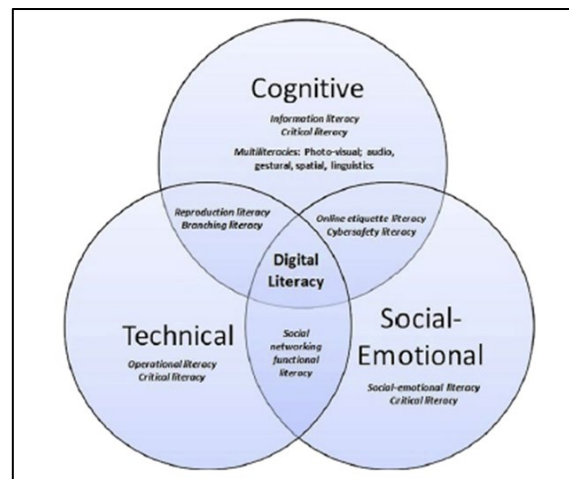 Cognitive
Information literacy
Critical literacy
Multiliteracies: Photo-visual; audio,
gestural, spatial, linguistics
Reproduction literacy
Branching literacy
Online etiquette literacy
Cybersafety literacy
Digital
Literacy
Technical
Operational literacy
Critical literacy
Social
networking
functional
literacy
Social-
Emotional
Social-emotional literacy
Critical literacy